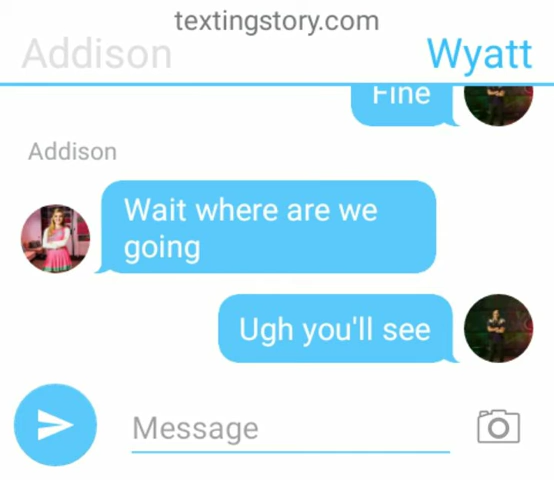 textingstory.com
Addison
Wyatt
Fine
Addison
Wait where are we
going
Ugh you'll see
Message